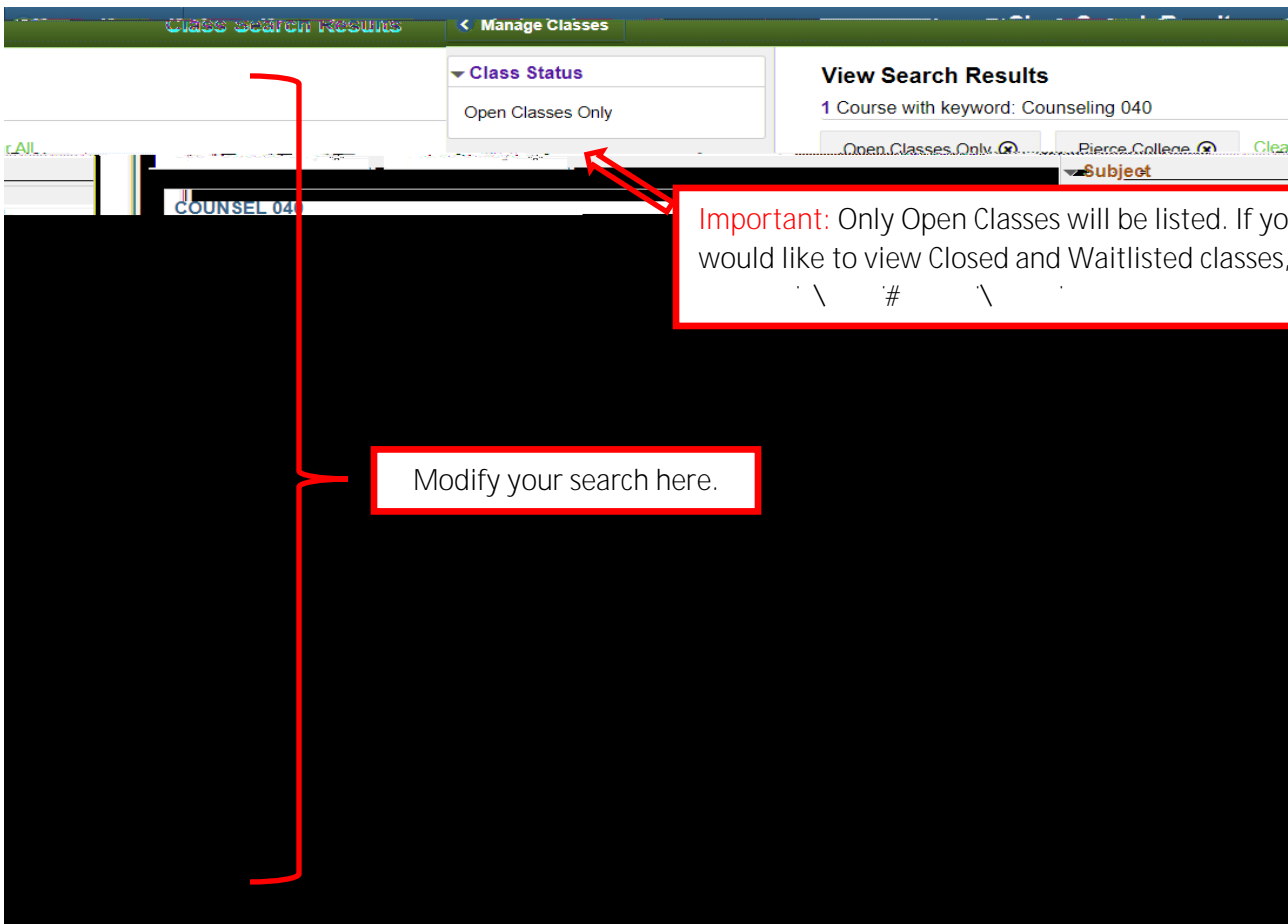 Class Search Results
Manage Classes
Class Status
Open Classes Only
View Search Results
1 Course with keyword: Counseling 040
Open Classes Only
Pierce College
Clea
r All
Subject
COUNSEL 040
Important: Only Open Classes will be listed. If yo
would like to view Closed and Waitlisted classes,
Modify your search here.